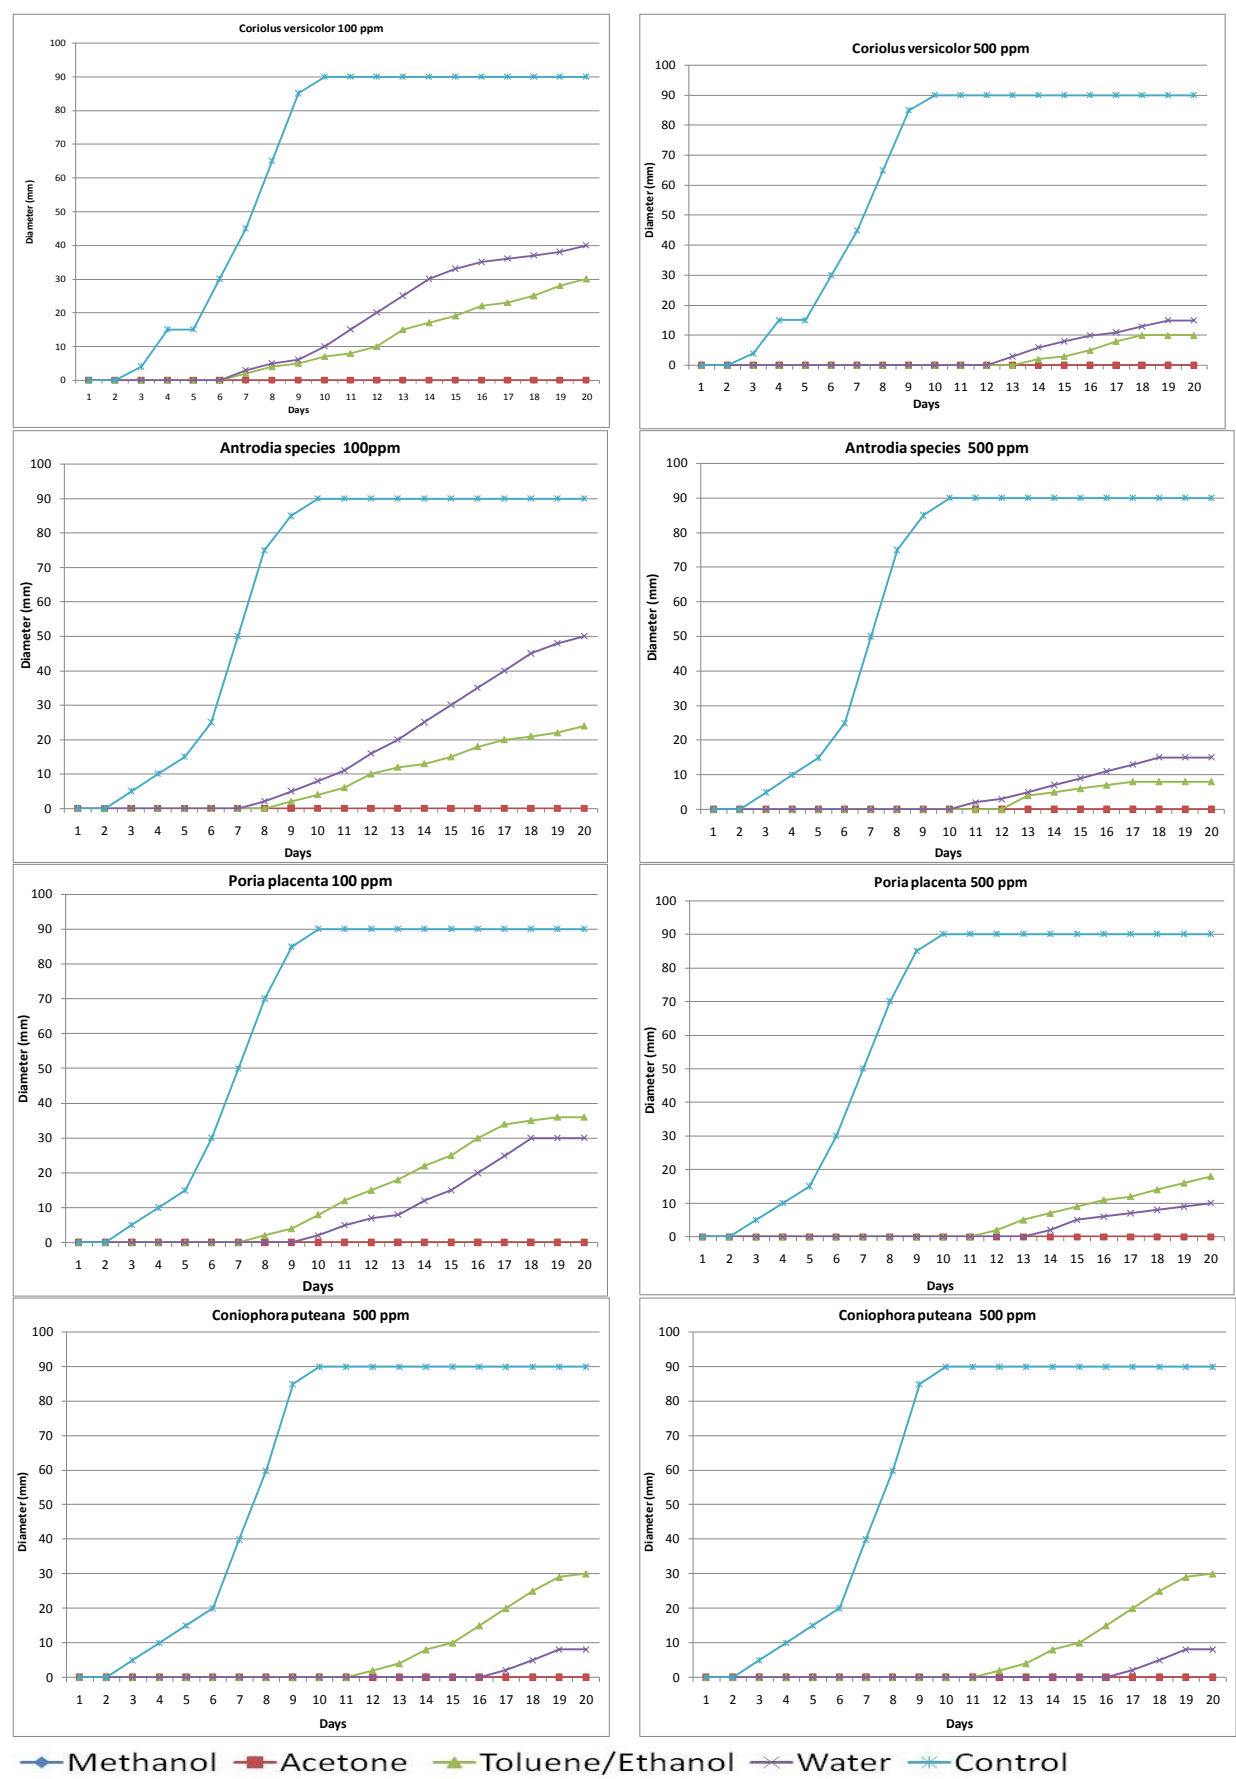 Coriolus versicolor 100 ppm
100
90
80
70
60
50
40
30
20
10
0
Diameter (mm)
1 2 3 4 5 6 7 8 9 10 11 12 13 14 15 16 17 18 19 20
Days
Coriolus versicolor 500 ppm
100
90
80
70
60
50
40
30
20
10
0
Diameter (mm)
1 2 3 4 5 6 7 8 9 10 11 12 13 14 15 16 17 18 19 20
Days
Antrodia species 100ppm
100
90
80
70
60
50
40
30
20
10
0
Diameter (mm)
1 2 3 4 5 6 7 8 9 10 11 12 13 14 15 16 17 18 19 20
Days
Antrodia species 500 ppm
100
90
80
70
60
50
40
30
20
10
0
Diameter (mm)
1 2 3 4 5 6 7 8 9 10 11 12 13 14 15 16 17 18 19 20
Days
Poria placenta 100 ppm
100
90
80
70
60
50
40
30
20
10
0
Diameter (mm)
1 2 3 4 5 6 7 8 9 10 11 12 13 14 15 16 17 18 19 20
Days
Poria placenta 500 ppm
100
90
80
70
60
50
40
30
20
10
0
Diameter (mm)
1 2 3 4 5 6 7 8 9 10 11 12 13 14 15 16 17 18 19 20
Days
Coniophora puteana 500 ppm
100
90
80
70
60
50
40
30
20
10
0
Diameter (mm)
1 2 3 4 5 6 7 8 9 10 11 12 13 14 15 16 17 18 19 20
Days
Coniophora puteana 500 ppm
100
90
80
70
60
50
40
30
20
10
0
Diameter (mm)
1 2 3 4 5 6 7 8 9 10 11 12 13 14 15 16 17 18 19 20
Days
Methanol Acetone Toluene/Ethanol Water Control